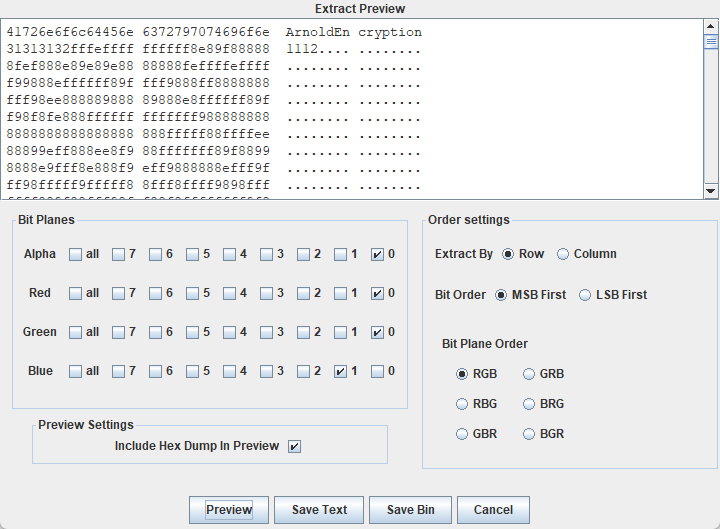 Extract Preview
41726e6f6c64456e 6372797074696f6e ArnoldEn cryption
31313132fffeffff ffffff8e89f88888 1112.... ........
8fef888e89e89e88 88888feffffeffff ........ ........
f99888effffff89f fff9888ff8888888 ........ ........
fff98ee888889888 89888e8ffffff89f ........ ........
f98f8fe888ffffff fffffff988888888 ........ ........
8888888888888888 888fffff88ffffee ........ ........
88899eff888ee8f9 88fffffff89f8899 ........ ........
8888e9fff8e888f9 eff9888888efff9f ........ ........
ff98fffff9fffff8 8fff8ffff9898fff ........ ........
Bit Planes
Alpha all 7 6 5 4 3 2 1 0
Red all 7 6 5 4 3 2 1 0
Green all 7 6 5 4 3 2 1 0
Blue all 7 6 5 4 3 2 1 0
Preview Settings
Include Hex Dump In Preview
Order settings
Extract By Row Column
Bit Order MSB First LSB First
Bit Plane Order
RGB GRB
RBG BRG
GBR BGR
Preview Save Text Save Bin Cancel